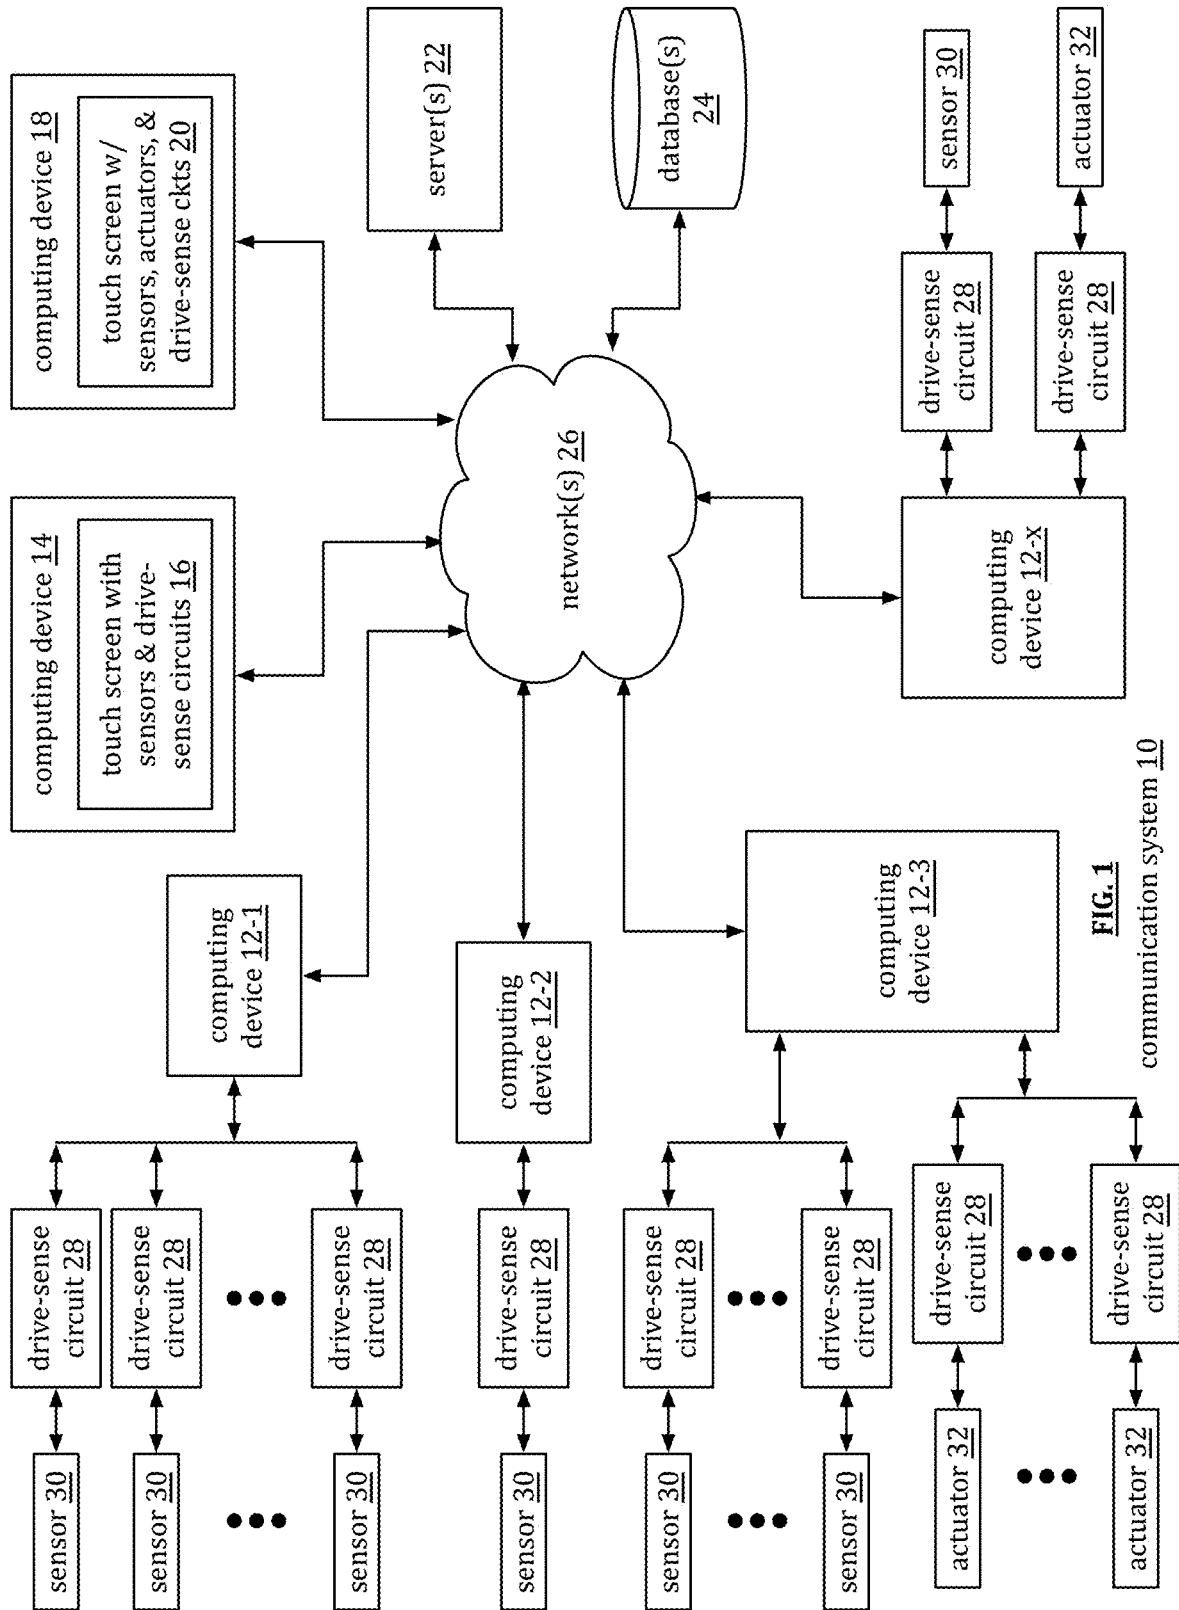 sensor 30
drive-sense
circuit 28
sensor 30
drive-sense
circuit 28
sensor 30
drive-sense
circuit 28
computing
device 12-1
computing device 14
touch screen with
sensors & drive-
sense circuits 16
computing device 18
touch screen w/
sensors, actuators, &
drive-sense ckts 20
sensor 30
drive-sense
circuit 28
computing
device 12-2
network(s) 26
server(s) 22
database(s)
24
sensor 30
drive-sense
circuit 28
sensor 30
drive-sense
circuit 28
computing
device 12-3
actuator 32
drive-sense
circuit 28
actuator 32
drive-sense
circuit 28
computing
device 12-x
drive-sense
circuit 28
sensor 30
drive-sense
circuit 28
actuator 32
FIG. 1
communication system 10